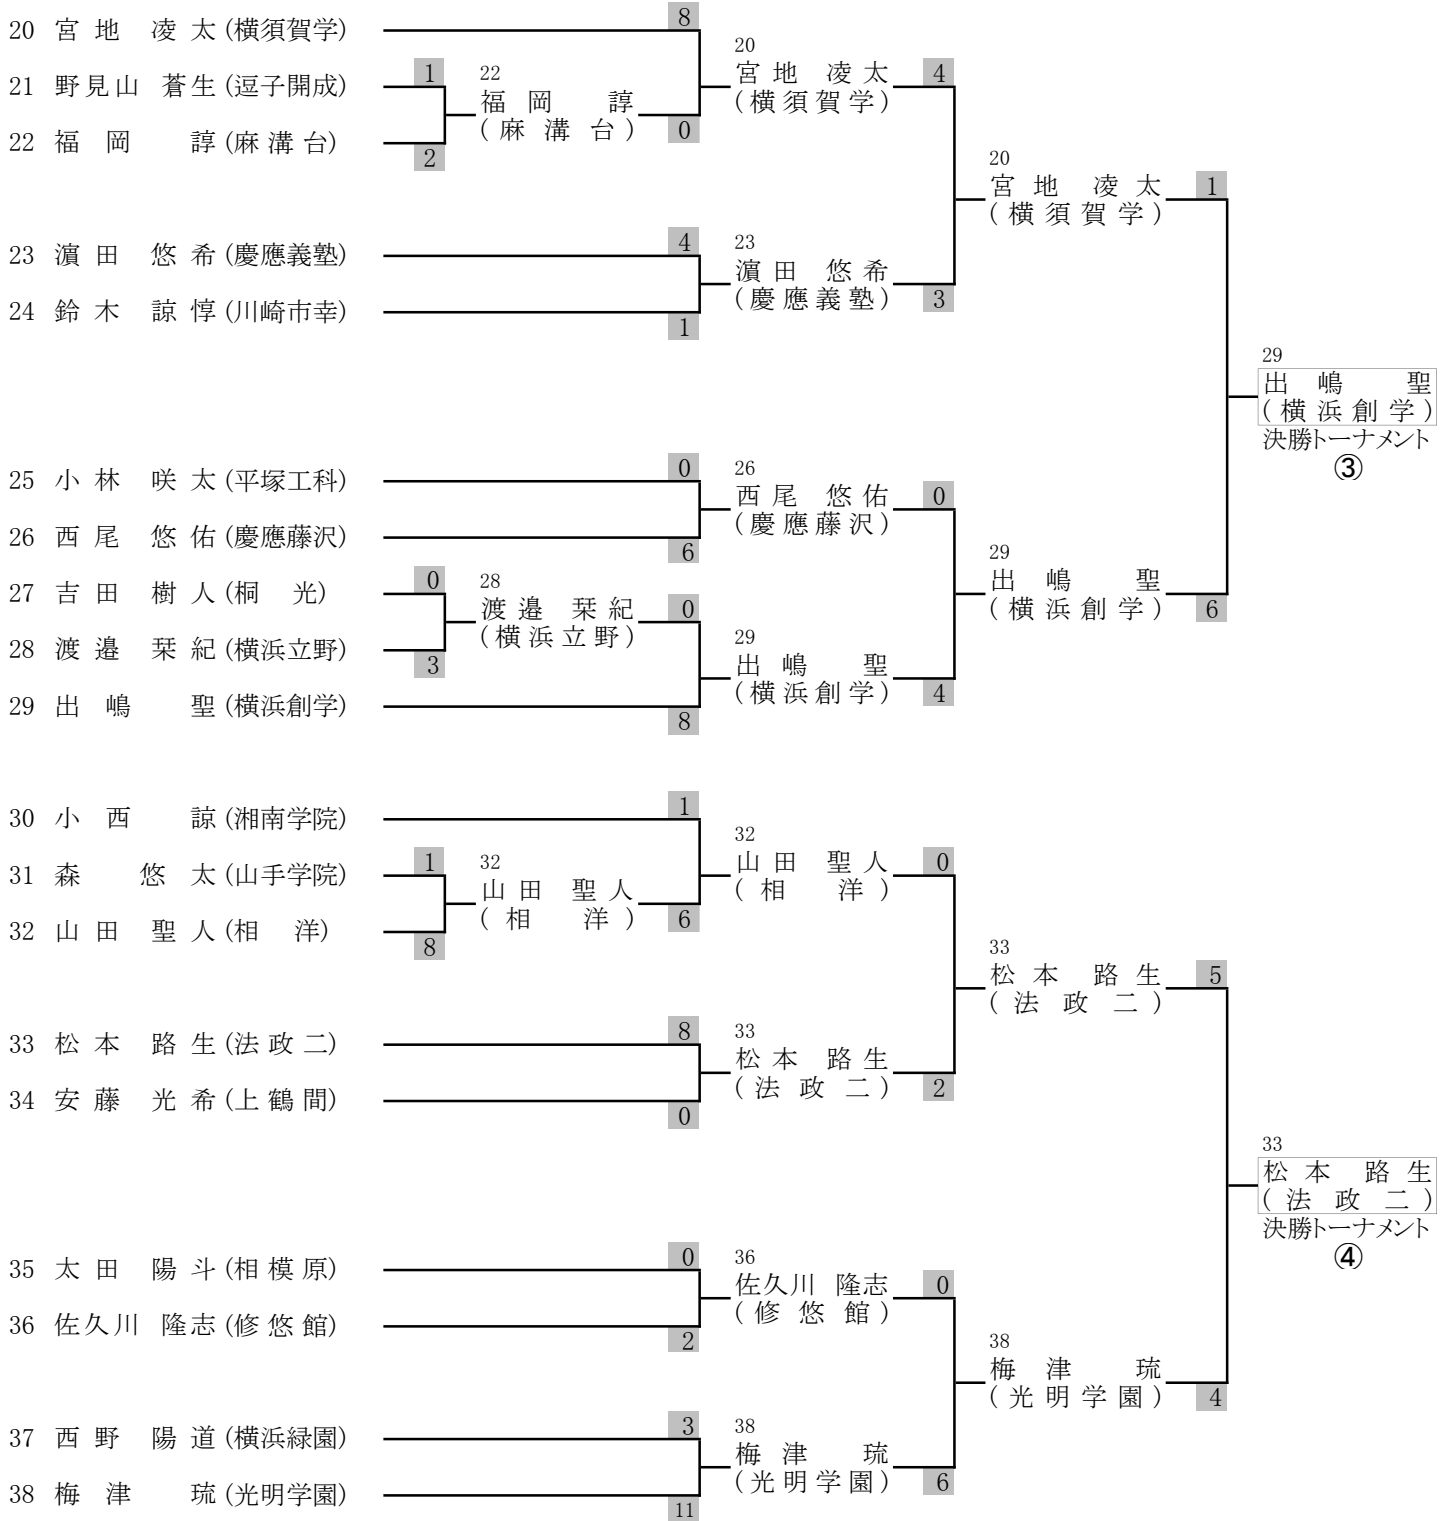 20 宮地 凌太 (横須賀学)
21 野見山 蒼生 (逗子開成)
22 福岡 諄 (麻溝台)
23 濵田 悠希 (慶應義塾)
24 鈴木 諒惇 (川崎市幸)
25 小林 咲太 (平塚工科)
26 西尾 悠佑 (慶應藤沢)
27 吉田 樹人 (桐光)
28 渡邉 栞紀 (横浜立野)
29 出嶋 聖 (横浜創学)
30 小西 諒 (湘南学院)
31 森 悠太 (山手学院)
32 山田 聖人 (相洋)
33 松本 路生 (法政二)
34 安藤 光希 (上鶴間)
35 太田 陽斗 (相模原)
36 佐久川 隆志 (修悠館)
37 西野 陽道 (横浜緑園)
38 梅津 琉 (光明学園)
1
2
0
3
1
8
22
福岡 諄
(麻溝台)
28
渡邉 栞紀
(横浜立野)
32
山田 聖人
(相洋)
8
0
4
1
0
6
0
8
1
6
8
0
0
2
3
11
20
宮地 凌太
(横須賀学)
23
濵田 悠希
(慶應義塾)
26
西尾 悠佑
(慶應藤沢)
29
出嶋 聖
(横浜創学)
32
山田 聖人
(相洋)
33
松本 路生
(法政二)
36
佐久川 隆志
(修悠館)
38
梅津 琉
(光明学園)
4
3
0
4
0
2
0
6
20
宮地 凌太
(横須賀学)
29
出嶋 聖
(横浜創学)
33
松本 路生
(法政二)
38
梅津 琉
(光明学園)
1
6
5
4
29
出嶋 聖
(横浜創学)
決勝トーナメント
③
33
松本 路生
(法政二)
決勝トーナメント
④